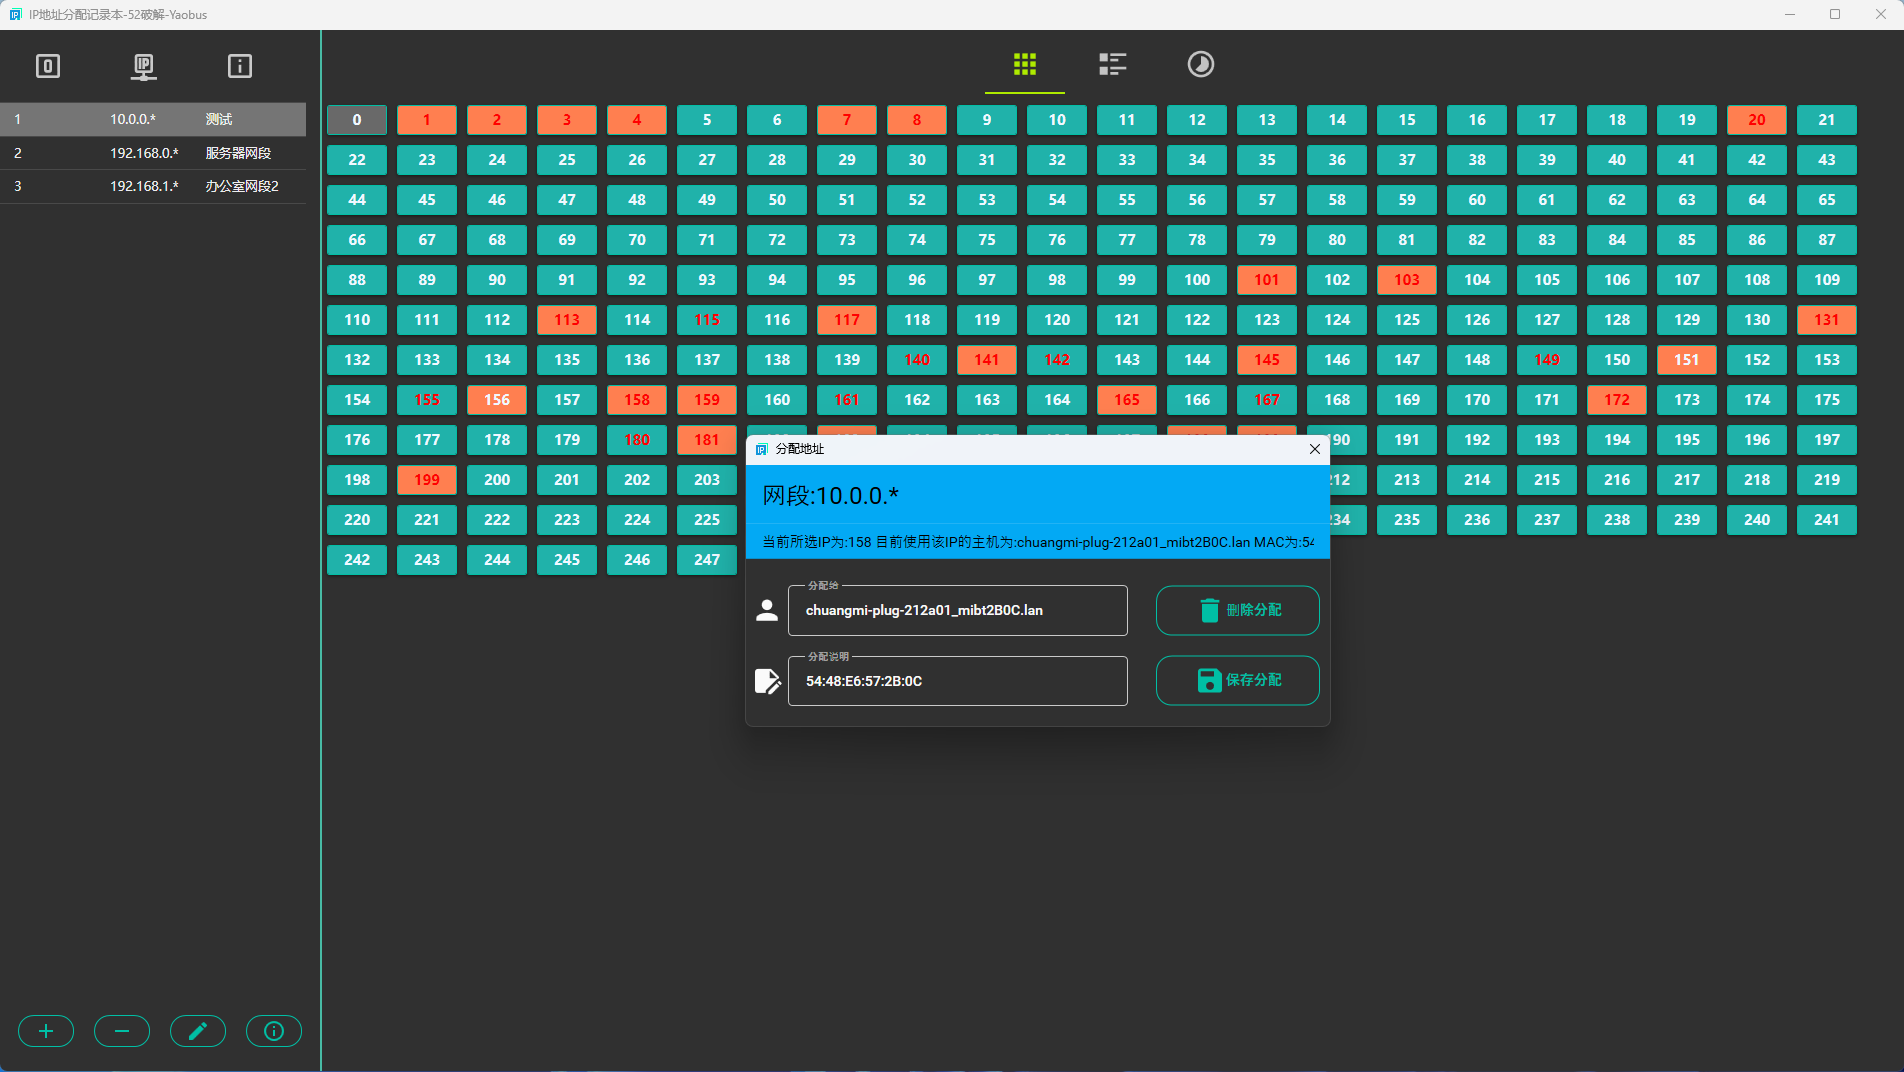 IP地址分配记录本-52破解-Yaobus
1 10.0.0.* 测试
2 192.168.0.* 服务器网段
3 192.168.1.* 办公室网段2
0 1 2 3 4 5 6 7 8 9 10 11 12 13 14 15 16 17 18 19 20 21
22 23 24 25 26 27 28 29 30 31 32 33 34 35 36 37 38 39 40 41 42 43
44 45 46 47 48 49 50 51 52 53 54 55 56 57 58 59 60 61 62 63 64 65
66 67 68 69 70 71 72 73 74 75 76 77 78 79 80 81 82 83 84 85 86 87
88 89 90 91 92 93 94 95 96 97 98 99 100 101 102 103 104 105 106 107 108 109
110 111 112 113 114 115 116 117 118 119 120 121 122 123 124 125 126 127 128 129 130 131
132 133 134 135 136 137 138 139 140 141 142 143 144 145 146 147 148 149 150 151 152 153
154 155 156 157 158 159 160 161 162 163 164 165 166 167 168 169 170 171 172 173 174 175
176 177 178 179 180 181 90 191 192 193 194 195 196 197
198 199 200 201 202 203 212 213 214 215 216 217 218 219
220 221 222 223 224 225 234 235 236 237 238 239 240 241
242 243 244 245 246 247
分配地址
网段:10.0.0.*
当前所选IP为:158 目前使用该IP的主机为:chuangmi-plug-212a01_mibt2B0C.lan MAC为:54
分配给
chuangmi-plug-212a01_mibt2B0C.lan
删除分配
分配说明
54:48:E6:57:2B:0C
保存分配